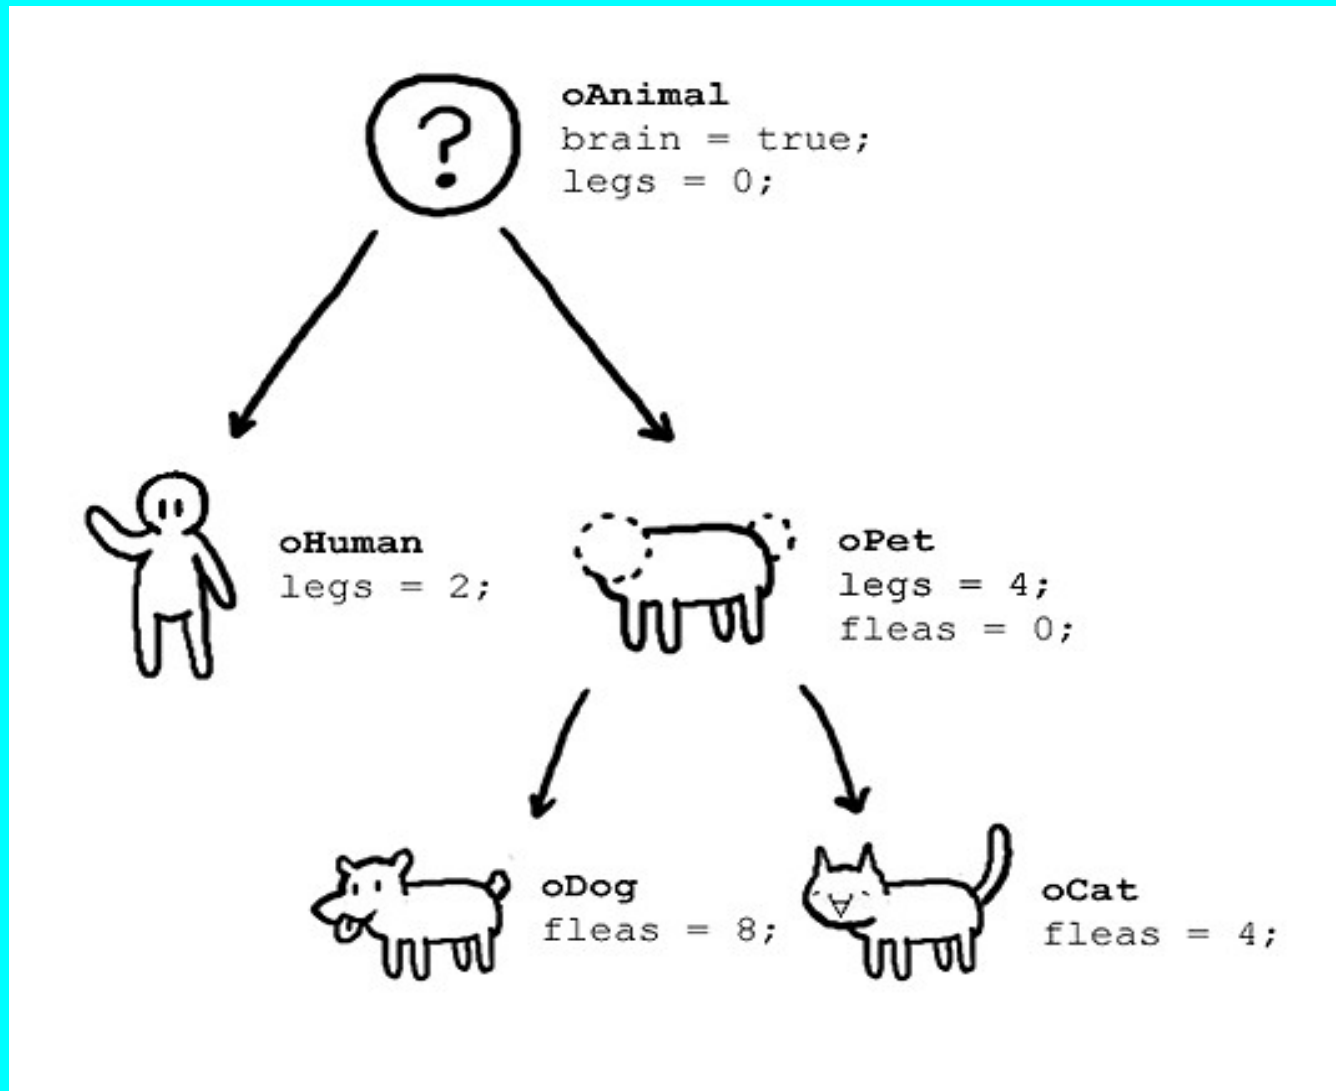 ?
oAnimal
brain = true;
legs = 0;
oHuman
legs = 2;
oPet
legs = 4;
fleas = 0;
oDog
fleas = 8;
oCat
fleas = 4;